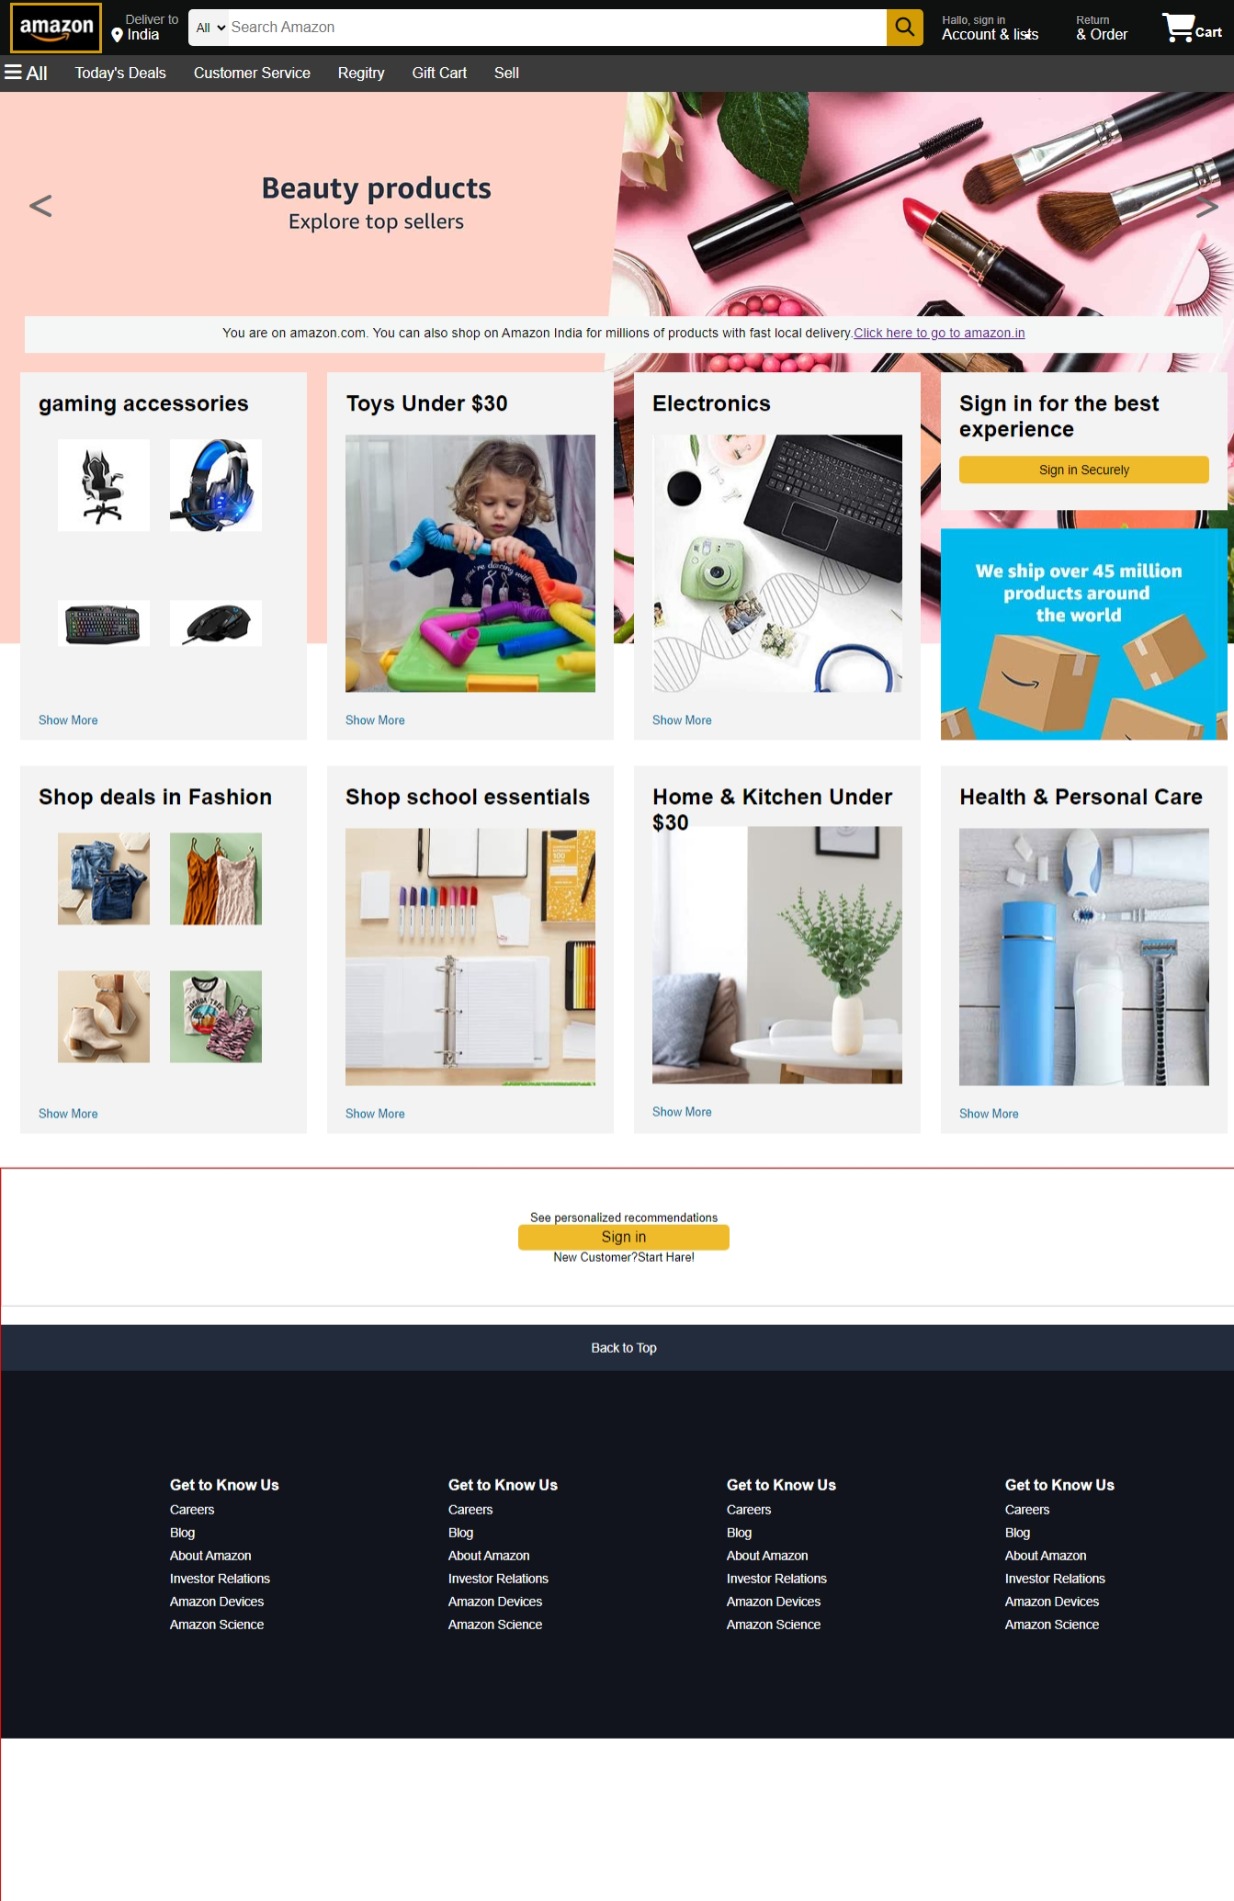 amazon
Deliver to
India
All
Search Amazon
Hallo, sign in
Account & lists
Return
& Order
Cart
All
Today's Deals
Customer Service
Regitry
Gift Cart
Sell
Beauty products
Explore top sellers
<
>
You are on amazon.com. You can also shop on Amazon India for millions of products with fast local delivery.Click here to go to amazon.in
gaming accessories
Show More
Toys Under $30
you're dancing with
Show More
Electronics
Show More
Sign in for the best
experience
Sign in Securely
We ship over 45 million
products around
the world
Shop deals in Fashion
JOSHUA TREE
Show More
Shop school essentials
100
Show More
Home & Kitchen Under
$30
Show More
Health & Personal Care
Show More
See personalized recommendations
Sign in
New Customer?Start Hare!
Back to Top
Get to Know Us
Careers
Blog
About Amazon
Investor Relations
Amazon Devices
Amazon Science
Get to Know Us
Careers
Blog
About Amazon
Investor Relations
Amazon Devices
Amazon Science
Get to Know Us
Careers
Blog
About Amazon
Investor Relations
Amazon Devices
Amazon Science
Get to Know Us
Careers
Blog
About Amazon
Investor Relations
Amazon Devices
Amazon Science